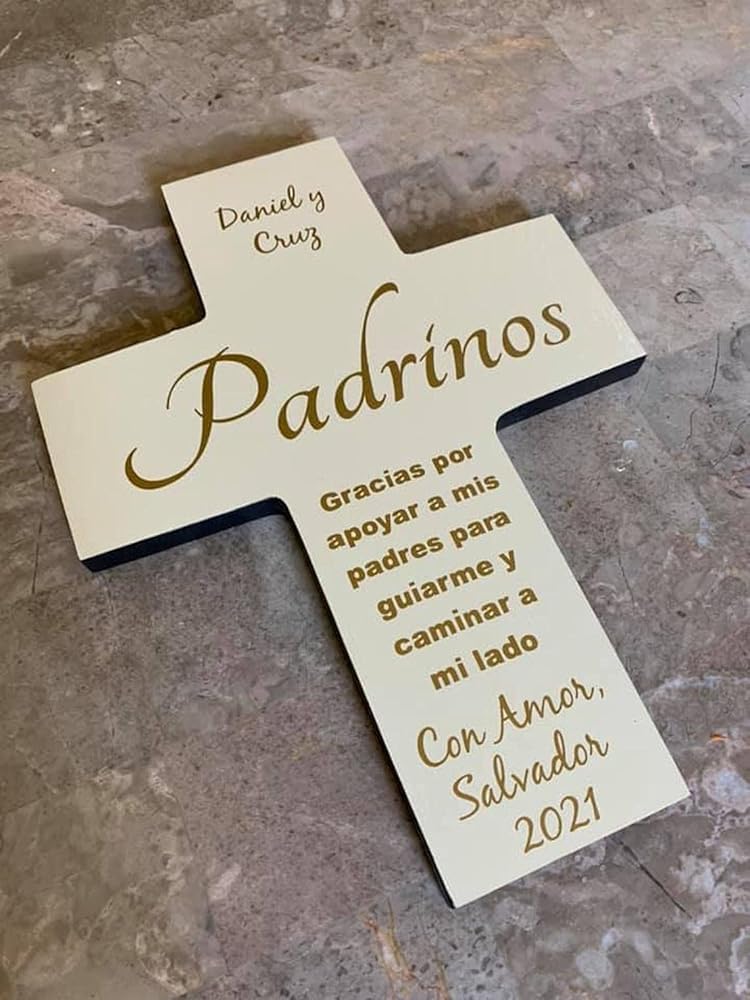 Daniel y
Cruz
Padrinos
Gracias por
apoyar a mis
padres para
guiarme y
caminar a
mi lado
Con Amor,
Salvador
2021